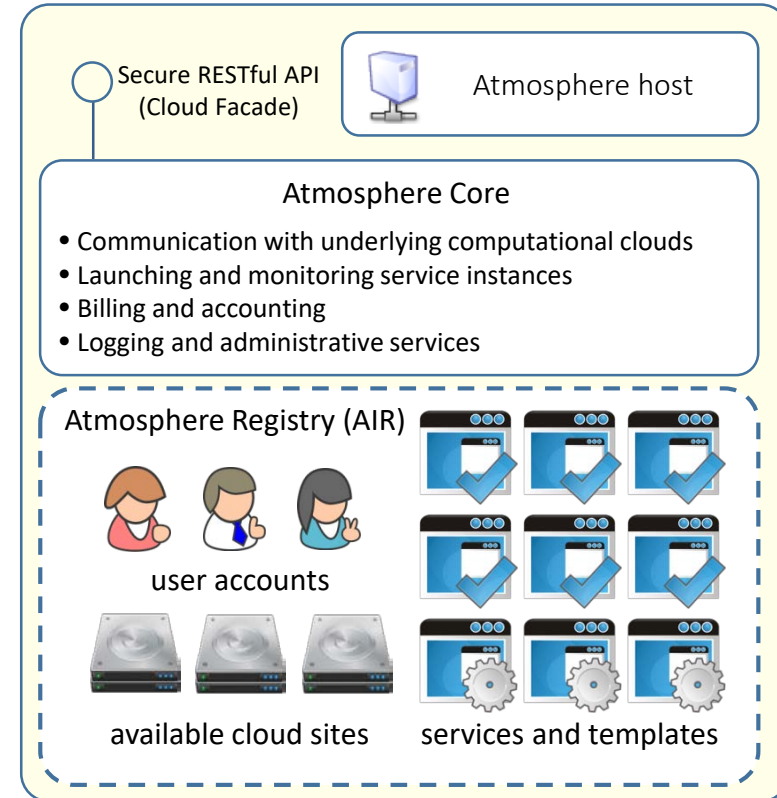 Secure RESTful API
(Cloud Facade)
Atmosphere host
Atmosphere Core
• Communication with underlying computational clouds
• Launching and monitoring service instances
• Billing and accounting
• Logging and administrative services
Atmosphere Registry (AIR)
user accounts
available cloud sites
services and templates